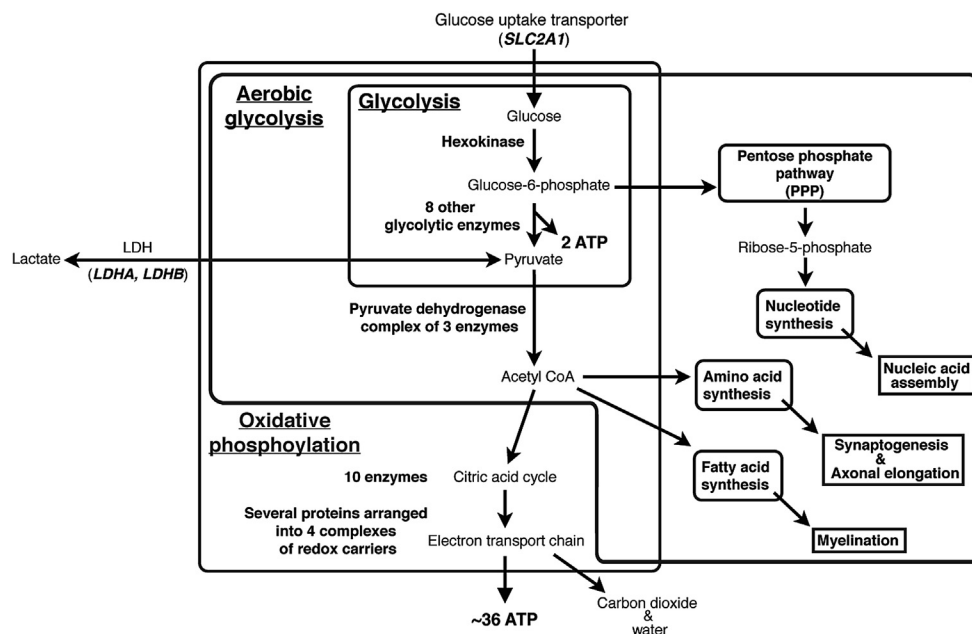 Glucose uptake transporter
(SLC2A1)
Aerobic
glycolysis
Glycolysis
Glucose
Hexokinase
Glucose-6-phosphate
8 other
glycolytic enzymes
2 ATP
Pyruvate
Lactate
LDH
(LDHA, LDHB)
Pentose phosphate
pathway
(PPP)
Ribose-5-phosphate
Nucleotide
synthesis
Nucleic acid
assembly
Pyruvate dehydrogenase
complex of 3 enzymes
Acetyl CoA
Amino acid
synthesis
Synaptogenesis
&
Axonal elongation
Fatty acid
synthesis
Myelination
Oxidative
phosphoylation
10 enzymes
Citric acid cycle
Several proteins arranged
into 4 complexes
of redox carriers
Electron transport chain
~36 ATP
Carbon dioxide
&
water